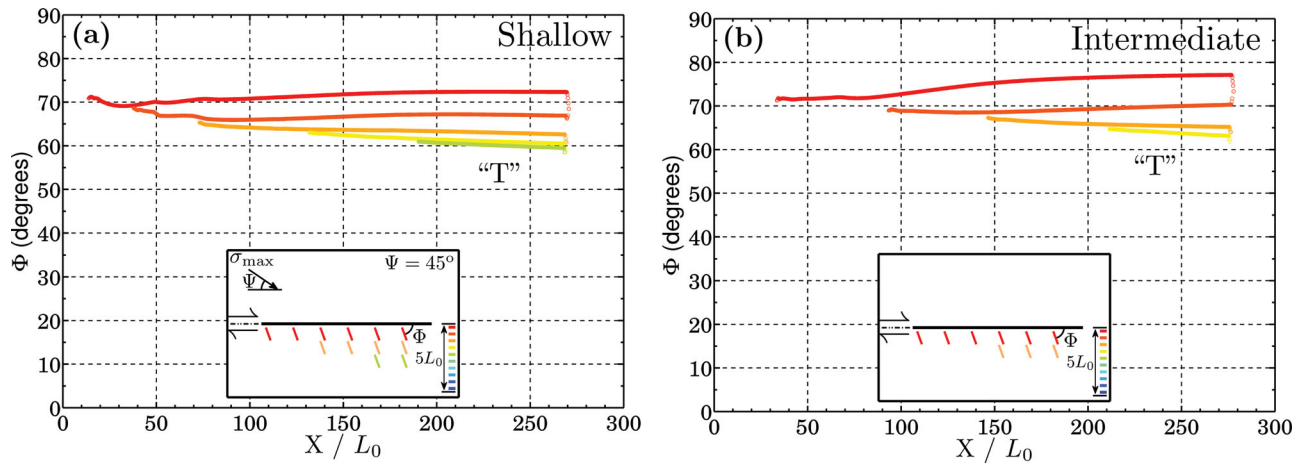 (a) Shallow
Φ (degrees)
90
80
70
60
50
40
30
20
10
0
“T”
σmax
Ψ
Ψ = 45º
Φ
5L₀
0 50 100 150 200 250 300
X / L₀
(b) Intermediate
Φ (degrees)
90
80
70
60
50
40
30
20
10
0
“T”
Φ
5L₀
0 50 100 150 200 250 300
X / L₀